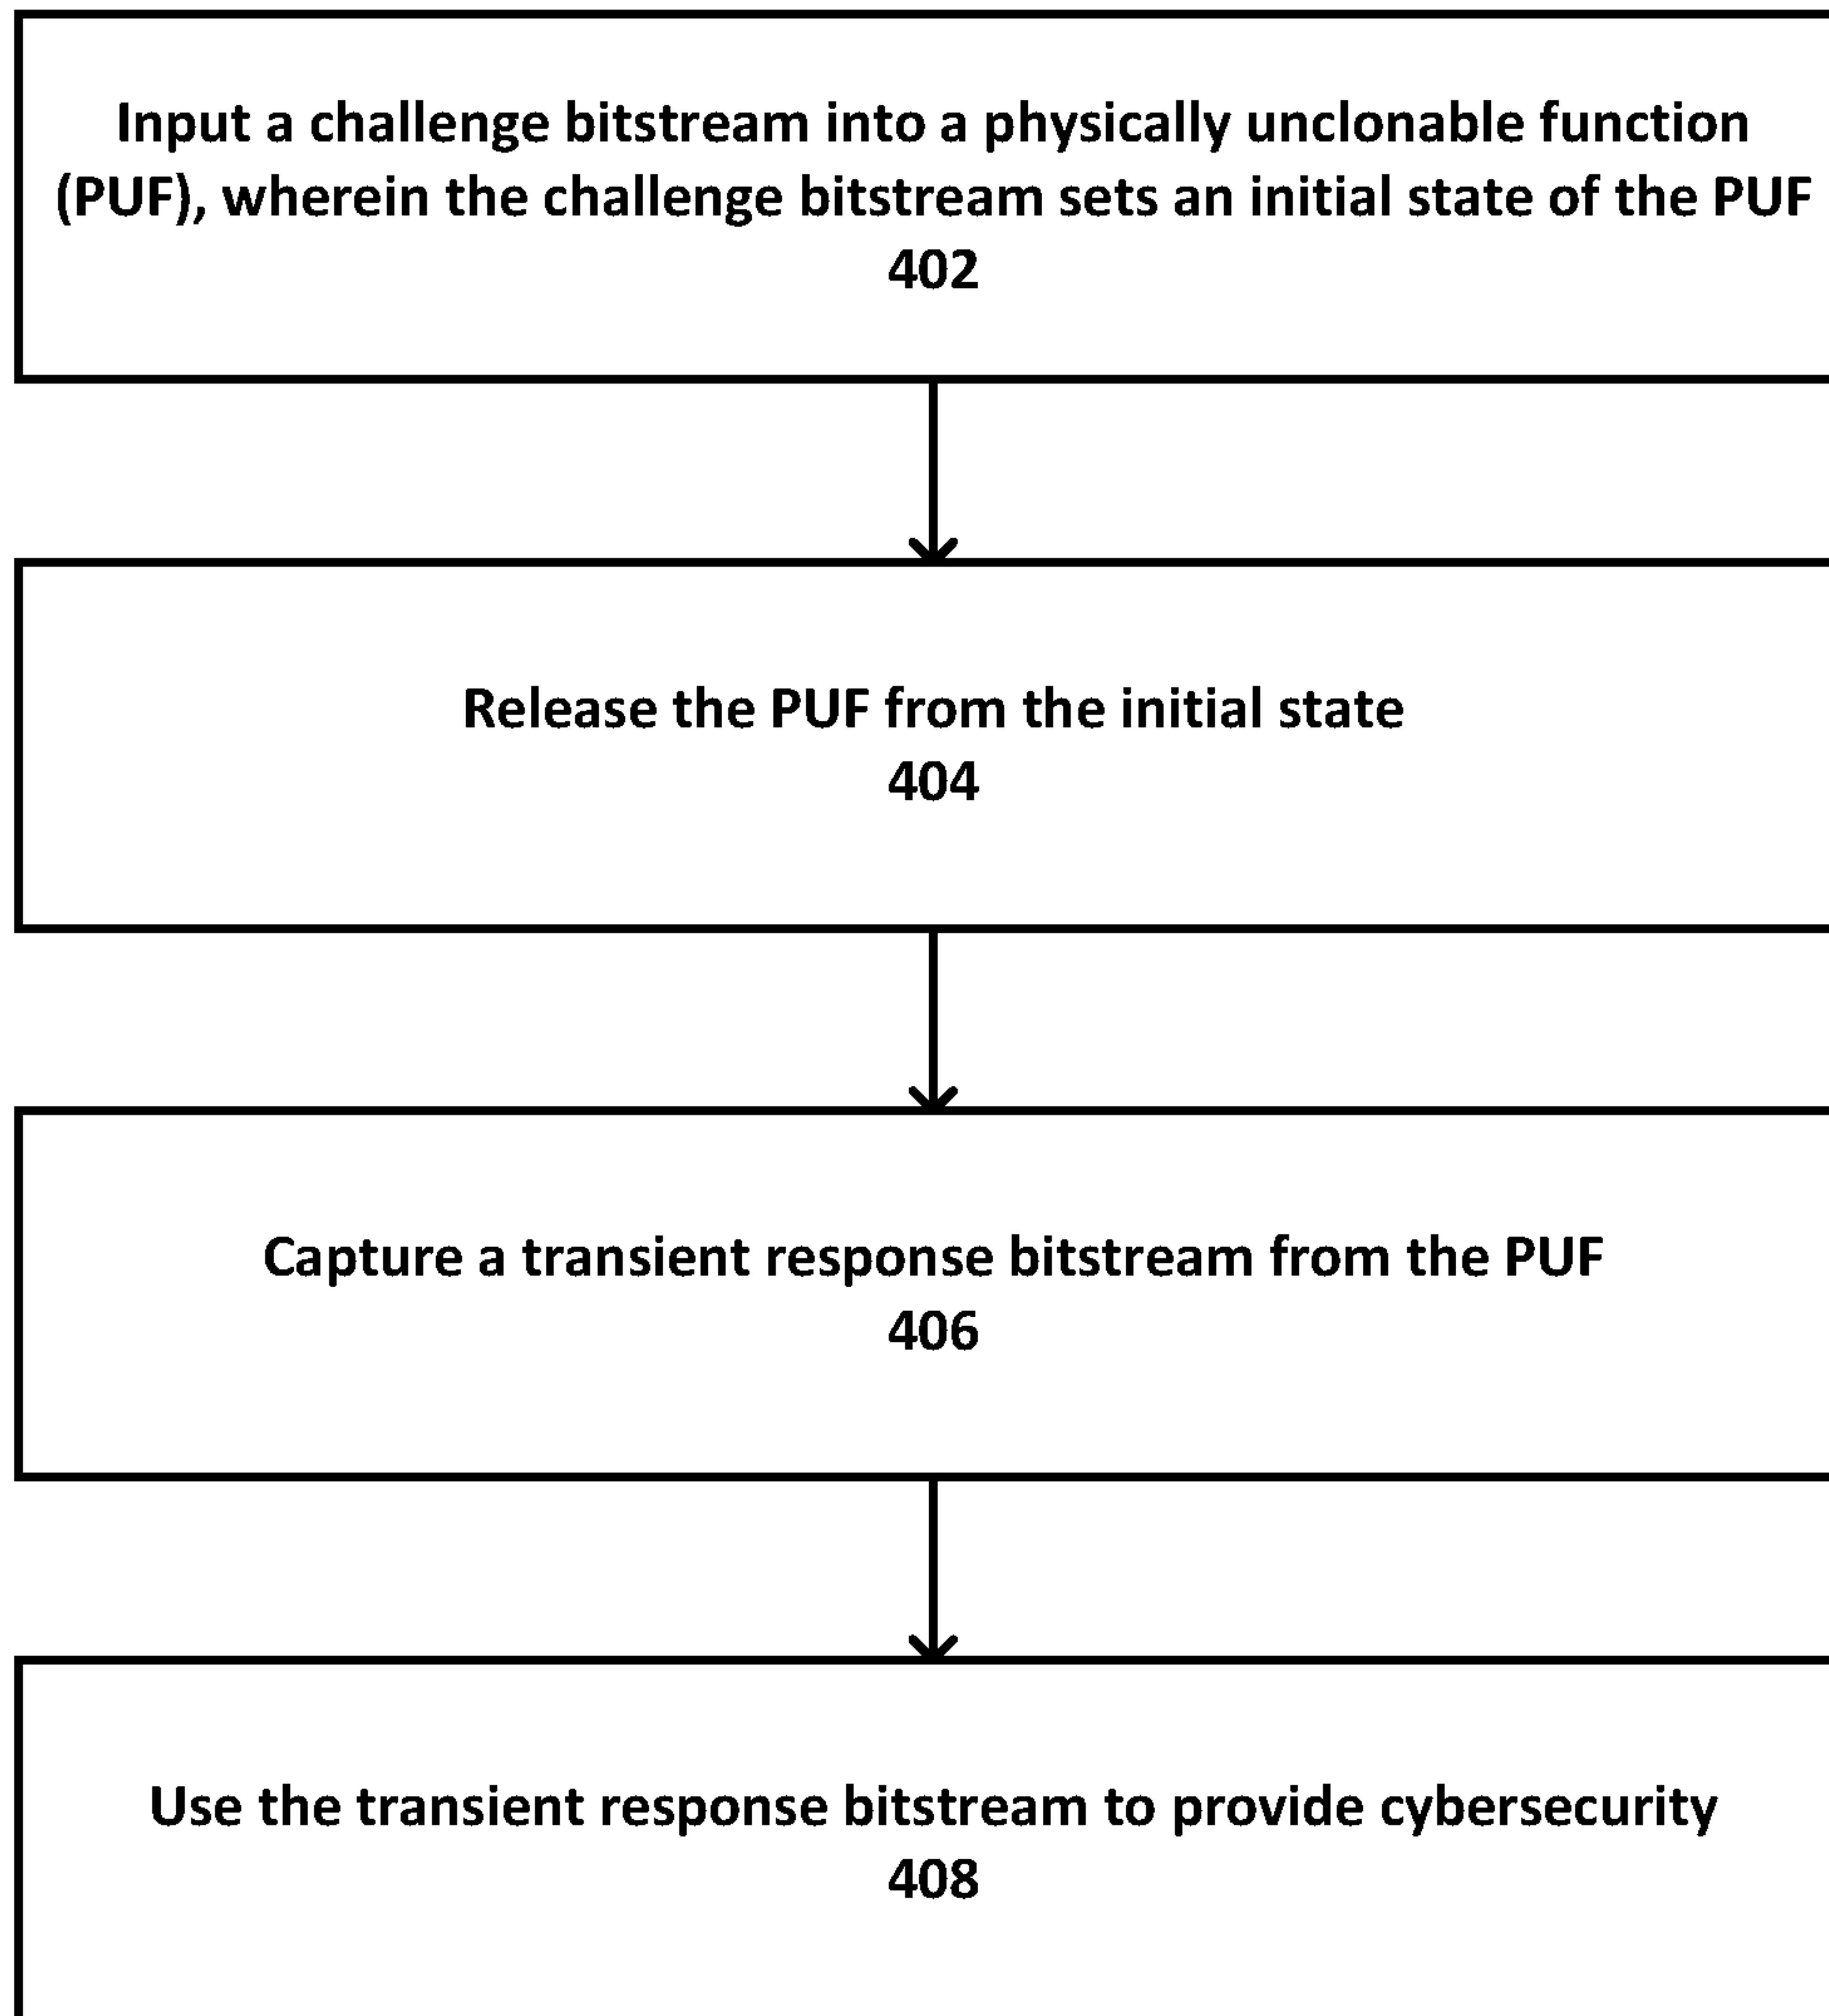 Input a challenge bitstream into a physically unclonable function
(PUF), wherein the challenge bitstream sets an initial state of the PUF
402
Release the PUF from the initial state
404
Capture a transient response bitstream from the PUF
406
Use the transient response bitstream to provide cybersecurity
408